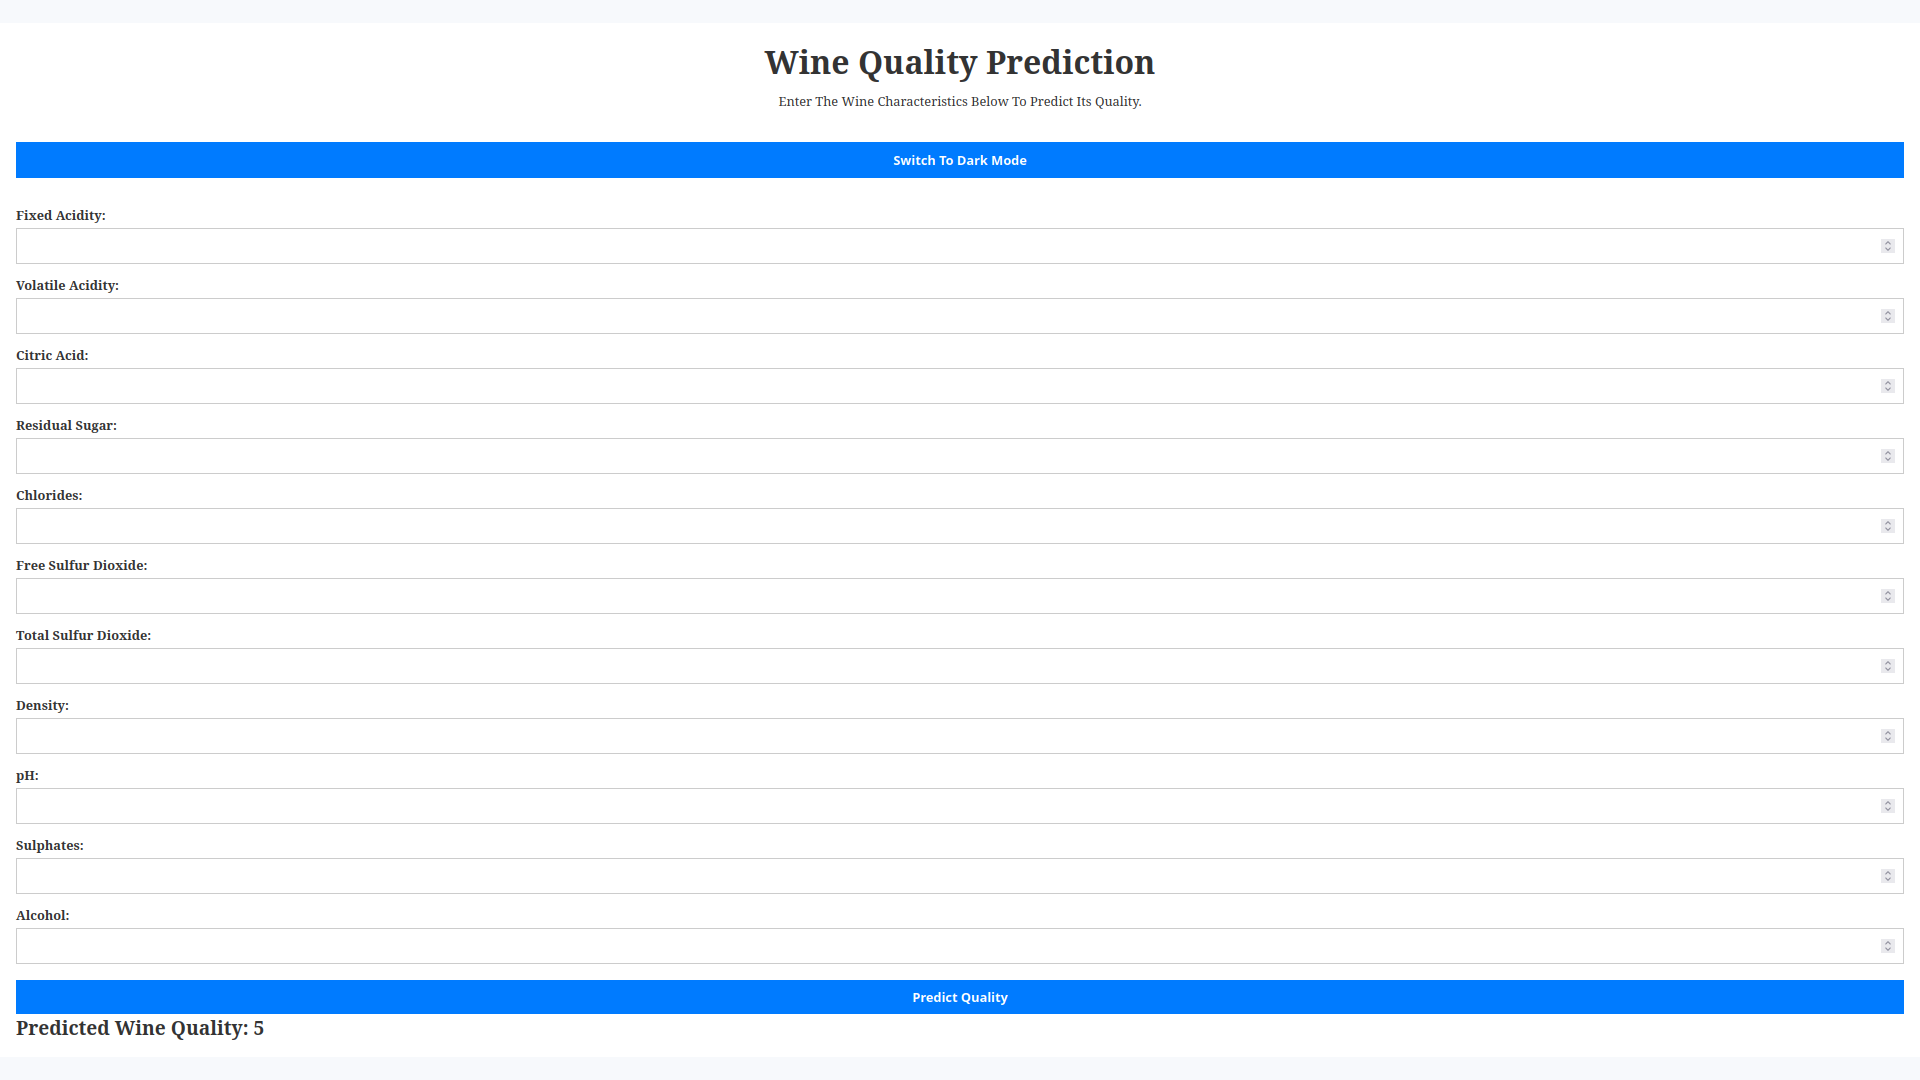 Wine Quality Prediction
Enter The Wine Characteristics Below To Predict Its Quality.
Switch To Dark Mode
Fixed Acidity:
Volatile Acidity:
Citric Acid:
Residual Sugar:
Chlorides:
Free Sulfur Dioxide:
Total Sulfur Dioxide:
Density:
pH:
Sulphates:
Alcohol:
Predict Quality
Predicted Wine Quality: 5